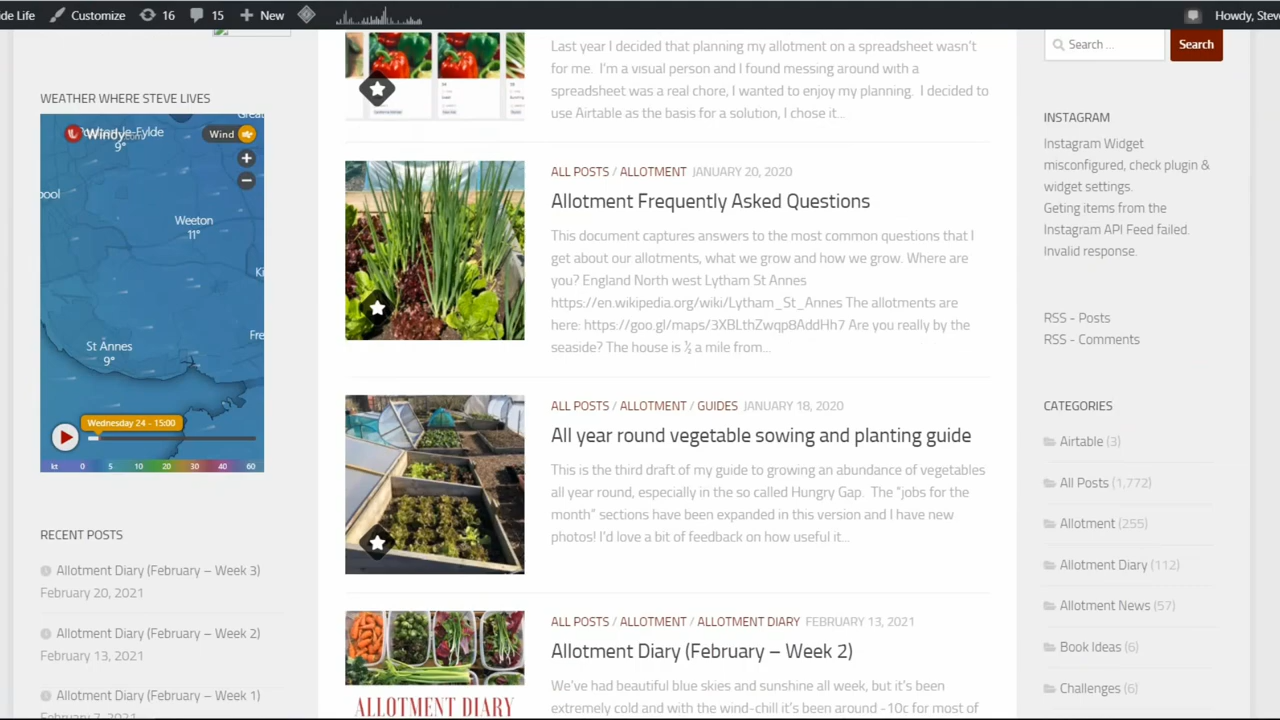 de Life
Customize
16
15
New
Howdy, Stev
WEATHER WHERE STEVE LIVES
Great
-le-Fylde
9°
Wind
+
−
pool
Weeton
11°
Ki
Fre
St Annes
9°
Wednesday 24 - 15:00
kt 0 5 10 20 30 40 60
RECENT POSTS
Allotment Diary (February – Week 3)
February 20, 2021
Allotment Diary (February – Week 2)
February 13, 2021
Allotment Diary (February – Week 1)
February 7, 2021
Last year I decided that planning my allotment on a spreadsheet wasn't
for me. I'm a visual person and I found messing around with a
spreadsheet was a real chore, I wanted to enjoy my planning. I decided to
use Airtable as the basis for a solution, I chose it...
ALL POSTS / ALLOTMENT JANUARY 20, 2020
Allotment Frequently Asked Questions
This document captures answers to the most common questions that I
get about our allotments, what we grow and how we grow. Where are
you? England North west Lytham St Annes
https://en.wikipedia.org/wiki/Lytham_St_Annes The allotments are
here: https://goo.gl/maps/3XBLthZwqp8AddHh7 Are you really by the
seaside? The house is ½ a mile from...
ALL POSTS / ALLOTMENT / GUIDES JANUARY 18, 2020
All year round vegetable sowing and planting guide
This is the third draft of my guide to growing an abundance of vegetables
all year round, especially in the so called Hungry Gap. The "jobs for the
month" sections have been expanded in this version and I have new
photos! I'd love a bit of feedback on how useful it...
ALL POSTS / ALLOTMENT / ALLOTMENT DIARY FEBRUARY 13, 2021
Allotment Diary (February – Week 2)
ALLOTMENT DIARY
We've had beautiful blue skies and sunshine all week, but it's been
extremely cold and with the wind-chill it's been around -10c for most of
Search ...
Search
INSTAGRAM
Instagram Widget
misconfigured, check plugin &
widget settings.
Geting items from the
Instagram API Feed failed.
Invalid response.
RSS - Posts
RSS - Comments
CATEGORIES
Airtable (3)
All Posts (1,772)
Allotment (255)
Allotment Diary (112)
Allotment News (57)
Book Ideas (6)
Challenges (6)